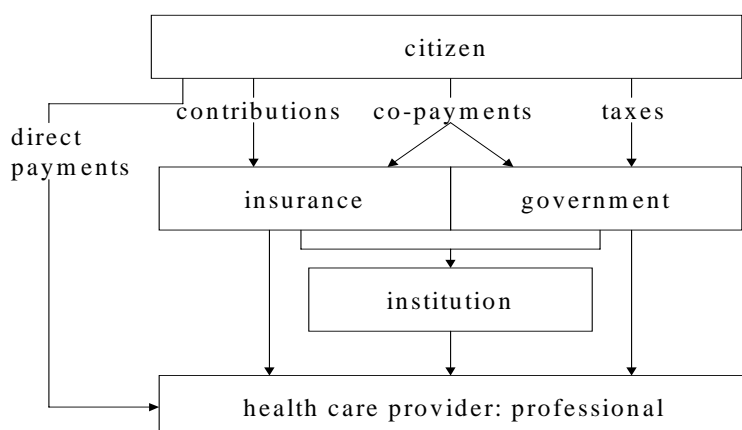 citizen
contributions co-payments taxes
direct
payments
insurance government
institution
health care provider: professional